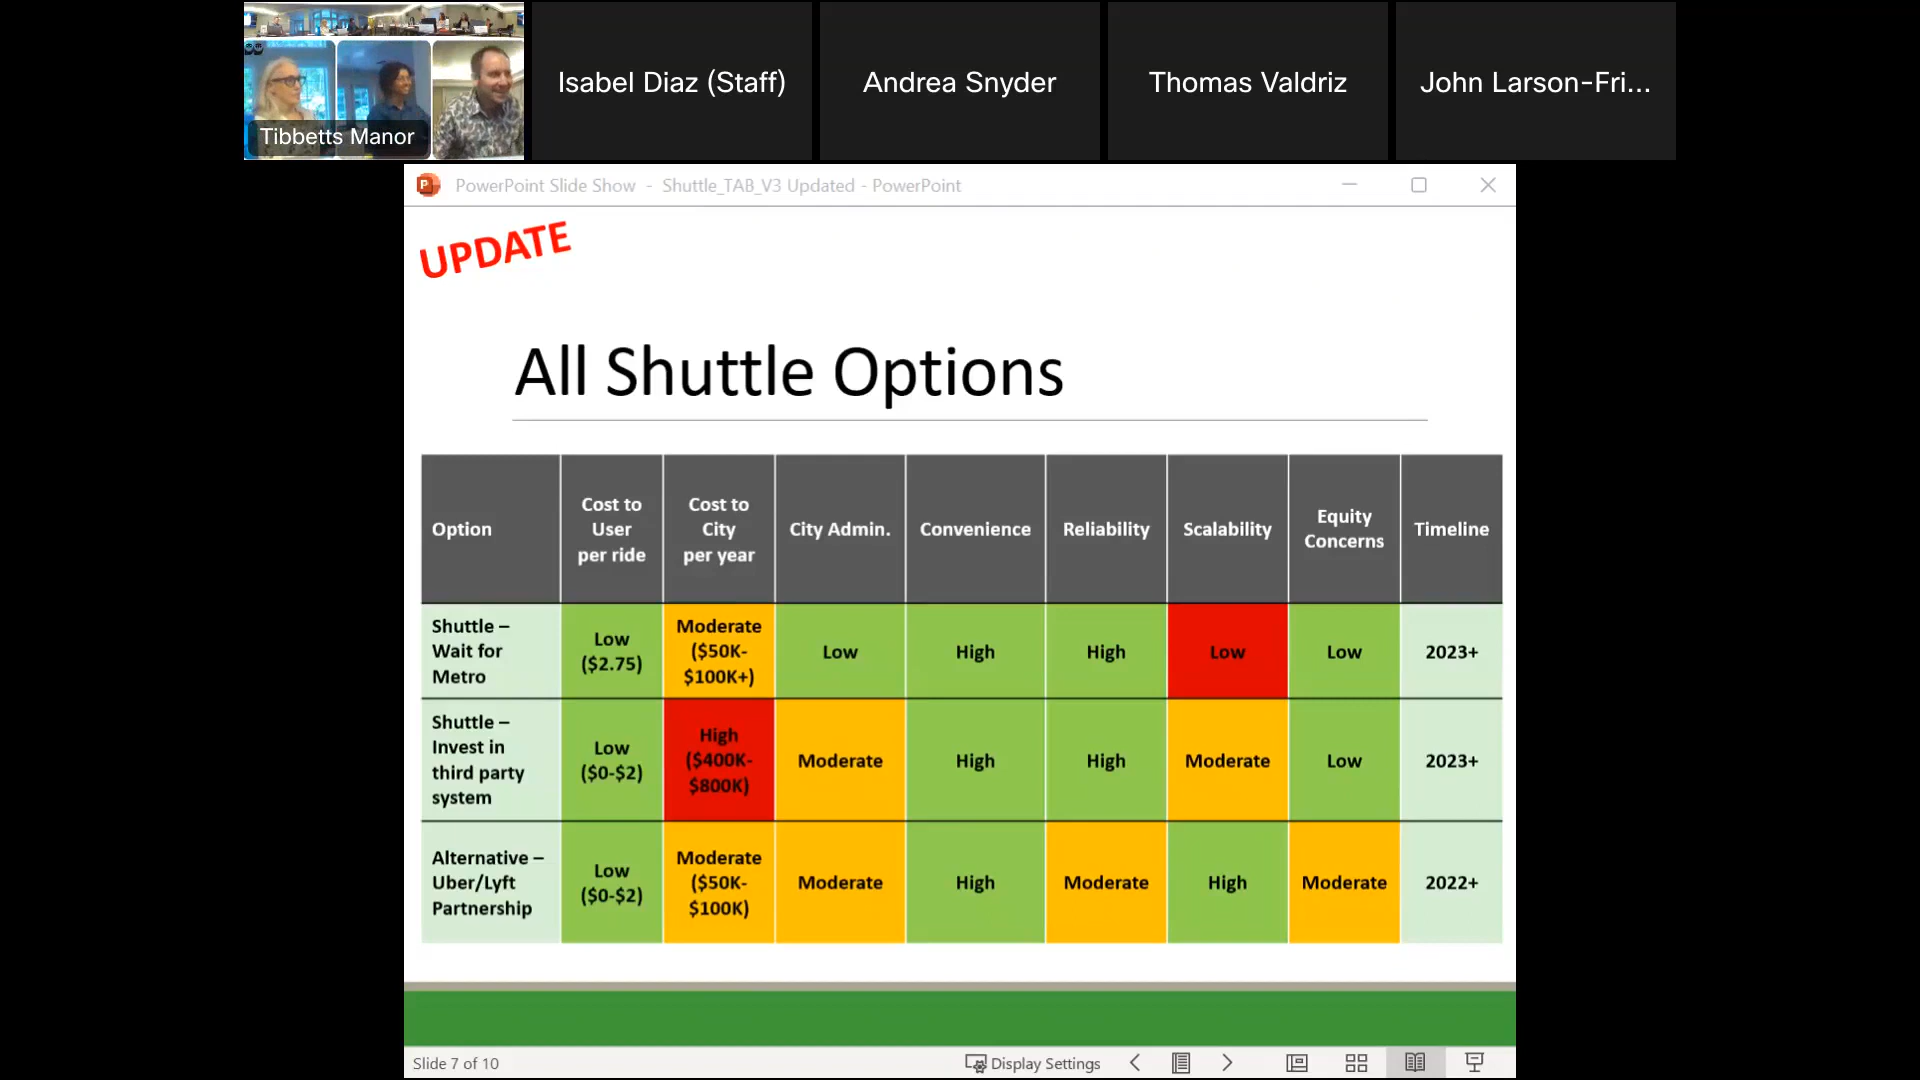 Tibbetts Manor
Isabel Diaz (Staff)
Andrea Snyder
Thomas Valdriz
John Larson-Fri...
PowerPoint Slide Show - Shuttle_TAB_V3 Updated - PowerPoint
UPDATE
All Shuttle Options
Option
Cost to
User
per ride
Cost to
City
per year
City Admin.
Convenience
Reliability
Scalability
Equity
Concerns
Timeline
Shuttle –
Wait for
Metro
Low
($2.75)
Moderate
($50K-
$100K+)
Low
High
High
Low
Low
2023+
Shuttle –
Invest in
third party
system
Low
($0-$2)
High
($400K-
$800K)
Moderate
High
High
Moderate
Low
2023+
Alternative –
Uber/Lyft
Partnership
Low
($0-$2)
Moderate
($50K-
$100K)
Moderate
High
Moderate
High
Moderate
2022+
Slide 7 of 10
Display Settings